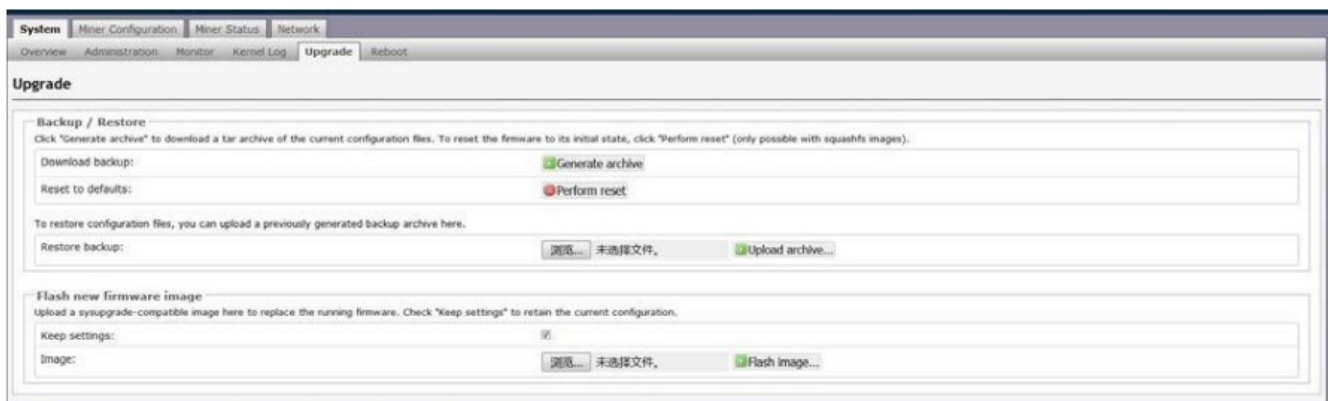 System Miner Configuration Miner Status Network
Overview Administration Monitor Kernel Log Upgrade Reboot
Upgrade
Backup / Restore
Click "Generate archive" to download a tar archive of the current configuration files. To reset the firmware to its initial state, click "Perform reset" (only possible with squashfs images).
Download backup: Generate archive
Reset to defaults: Perform reset
To restore configuration files, you can upload a previously generated backup archive here.
Restore backup: 浏览... 未选择文件。 Upload archive...
Flash new firmware image
Upload a sysupgrade-compatible image here to replace the running firmware. Check "Keep settings" to retain the current configuration.
Keep settings:
Image: 浏览... 未选择文件。 Flash image...